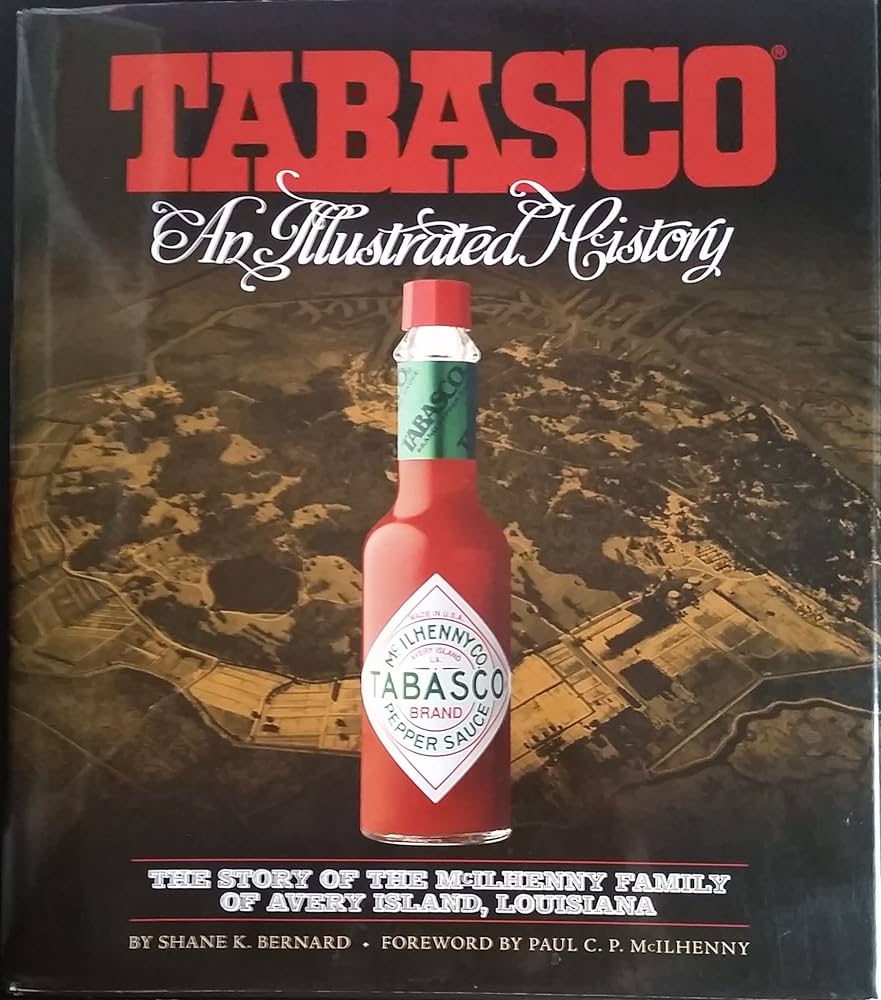 TABASCO®
An Illustrated History
TABASCO
MADE IN U.S.A.
McILHENNY CO.
AVERY ISLAND
LA.
TABASCO
BRAND
PEPPER SAUCE
THE STORY OF THE McILHENNY FAMILY
OF AVERY ISLAND, LOUISIANA
BY SHANE K. BERNARD • FOREWORD BY PAUL C. P. McILHENNY